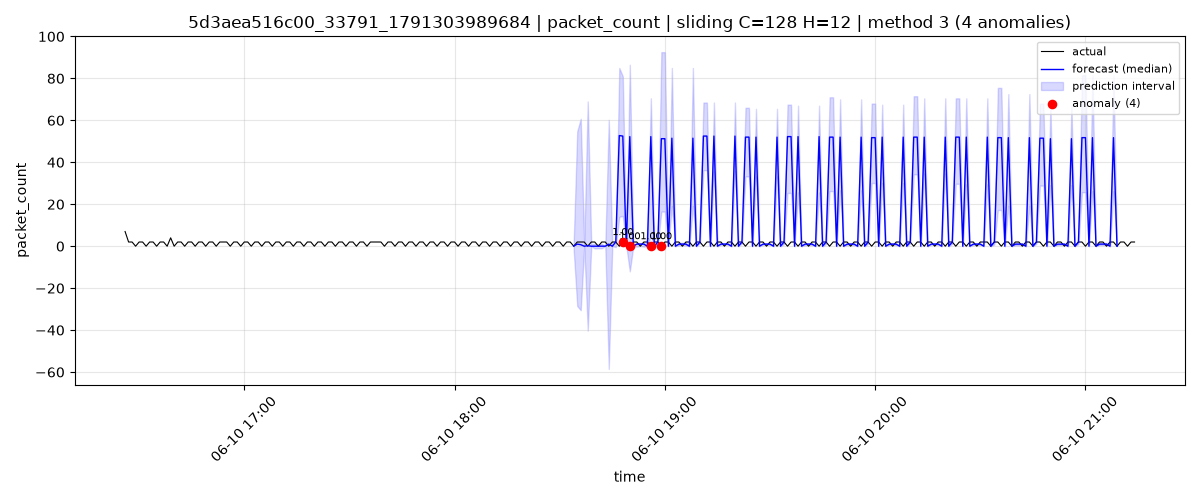 5d3aea516c00_33791_1791303989684 | packet_count | sliding C=128 H=12 | method 3 (4 anomalies)
actual
forecast (median)
prediction interval
anomaly (4)
packet_count
100
80
60
40
20
0
−20
−40
−60
1.00
06-10 17:00
06-10 18:00
06-10 19:00
06-10 20:00
06-10 21:00
time